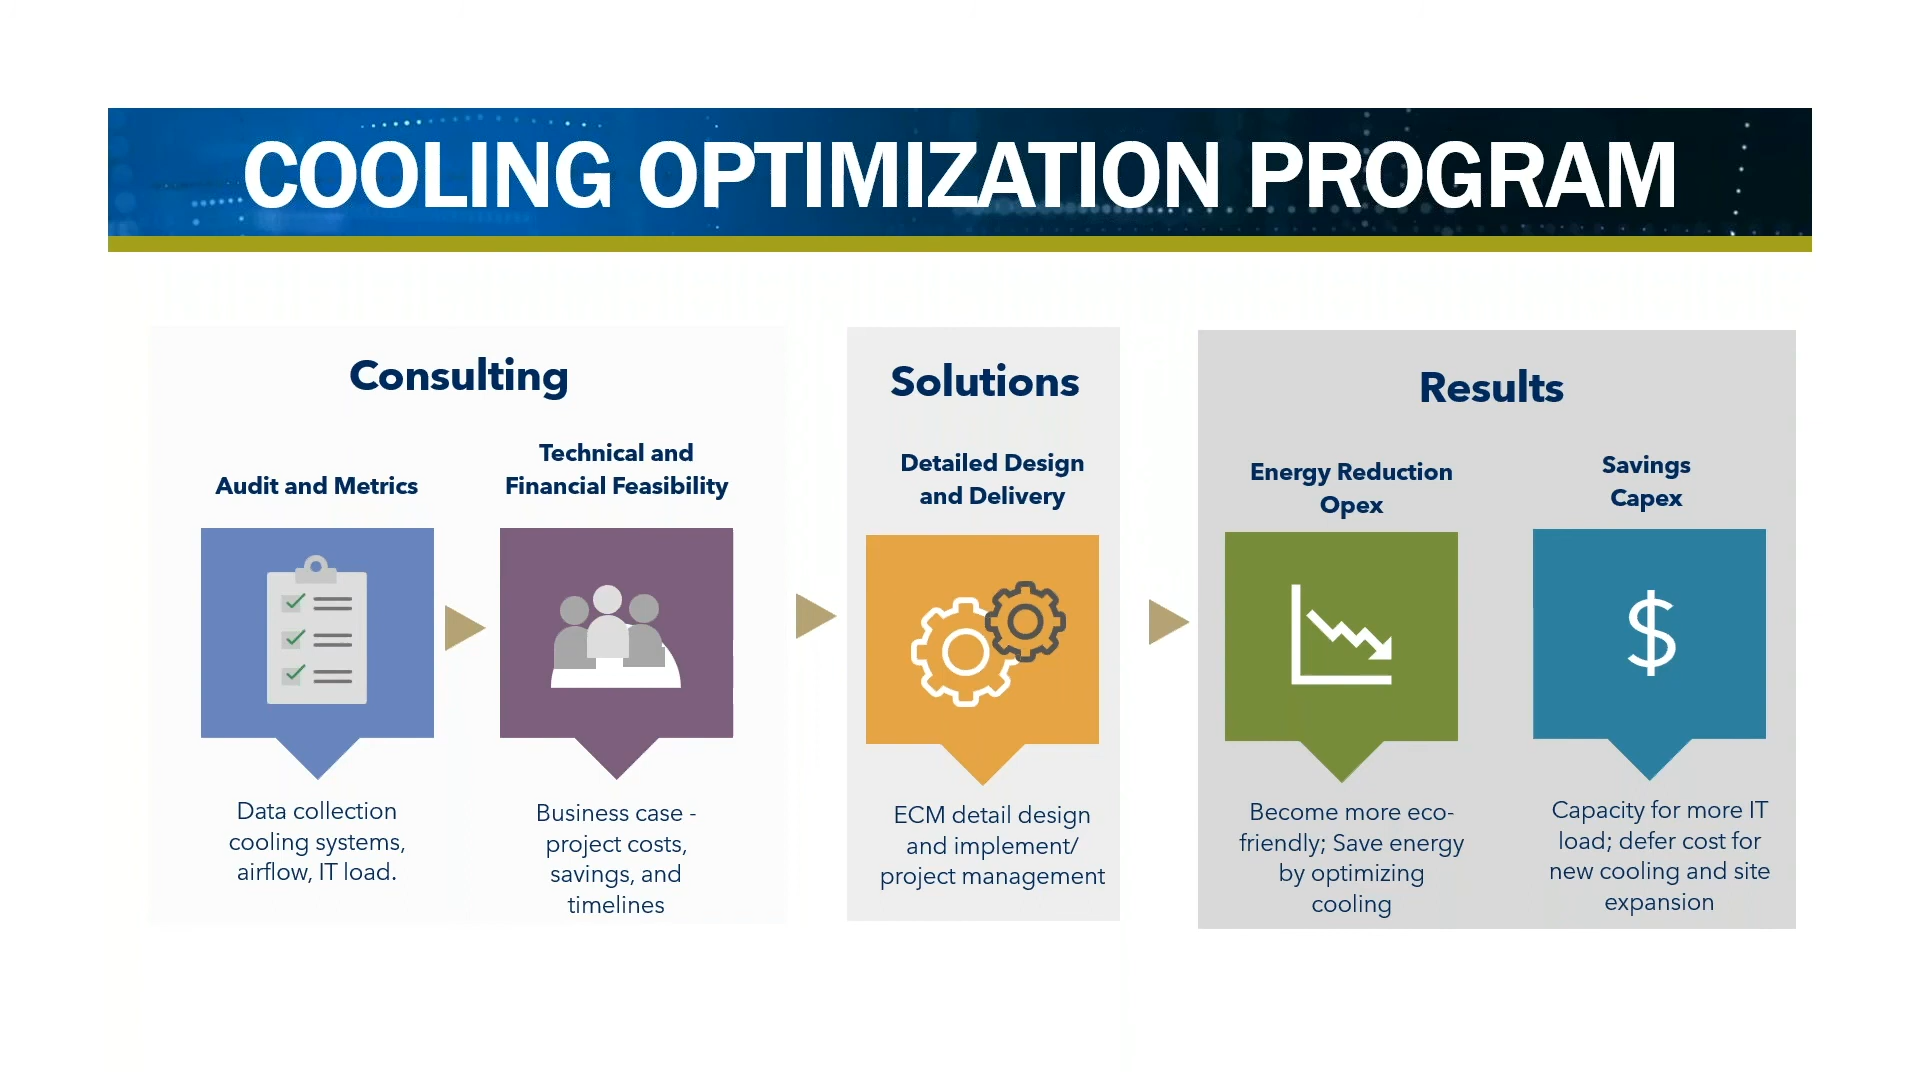 COOLING OPTIMIZATION PROGRAM
Consulting
Audit and Metrics
Data collection
cooling systems,
airflow, IT load.
Technical and
Financial Feasibility
Business case -
project costs,
savings, and
timelines
Solutions
Detailed Design
and Delivery
ECM detail design
and implement/
project management
Results
Energy Reduction
Opex
Become more eco-
friendly; Save energy
by optimizing
cooling
Savings
Capex
$
Capacity for more IT
load; defer cost for
new cooling and site
expansion